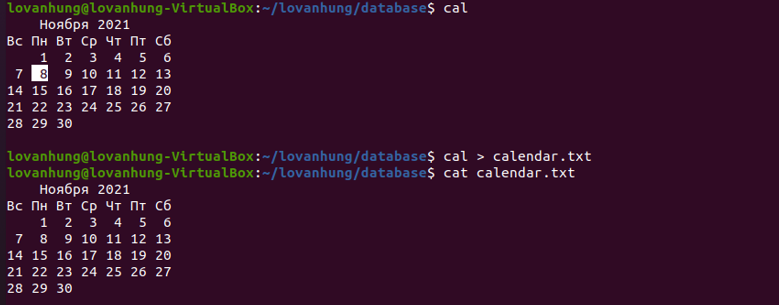 lovanhung@lovanhung-VirtualBox:~/lovanhung/database$ cal
    Ноября 2021
Вс Пн Вт Ср Чт Пт Сб
    1  2  3  4  5  6
 7  8  9 10 11 12 13
14 15 16 17 18 19 20
21 22 23 24 25 26 27
28 29 30

lovanhung@lovanhung-VirtualBox:~/lovanhung/database$ cal > calendar.txt
lovanhung@lovanhung-VirtualBox:~/lovanhung/database$ cat calendar.txt
    Ноября 2021
Вс Пн Вт Ср Чт Пт Сб
    1  2  3  4  5  6
 7  8  9 10 11 12 13
14 15 16 17 18 19 20
21 22 23 24 25 26 27
28 29 30